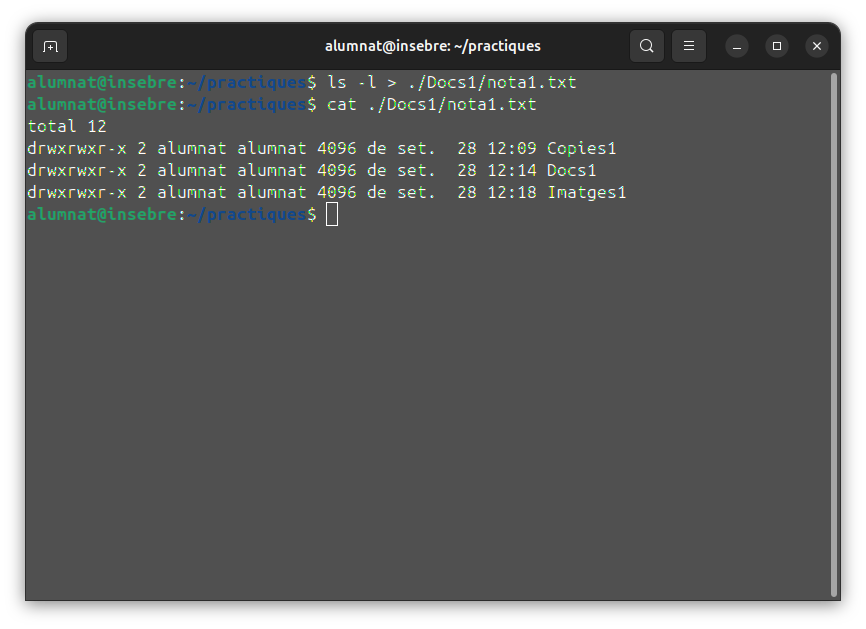 alumnat@insebre: ~/practiques
alumnat@insebre:~/practiques$ ls -l > ./Docs1/nota1.txt
alumnat@insebre:~/practiques$ cat ./Docs1/nota1.txt
total 12
drwxrwxr-x 2 alumnat alumnat 4096 de set.  28 12:09 Copies1
drwxrwxr-x 2 alumnat alumnat 4096 de set.  28 12:14 Docs1
drwxrwxr-x 2 alumnat alumnat 4096 de set.  28 12:18 Imatges1
alumnat@insebre:~/practiques$